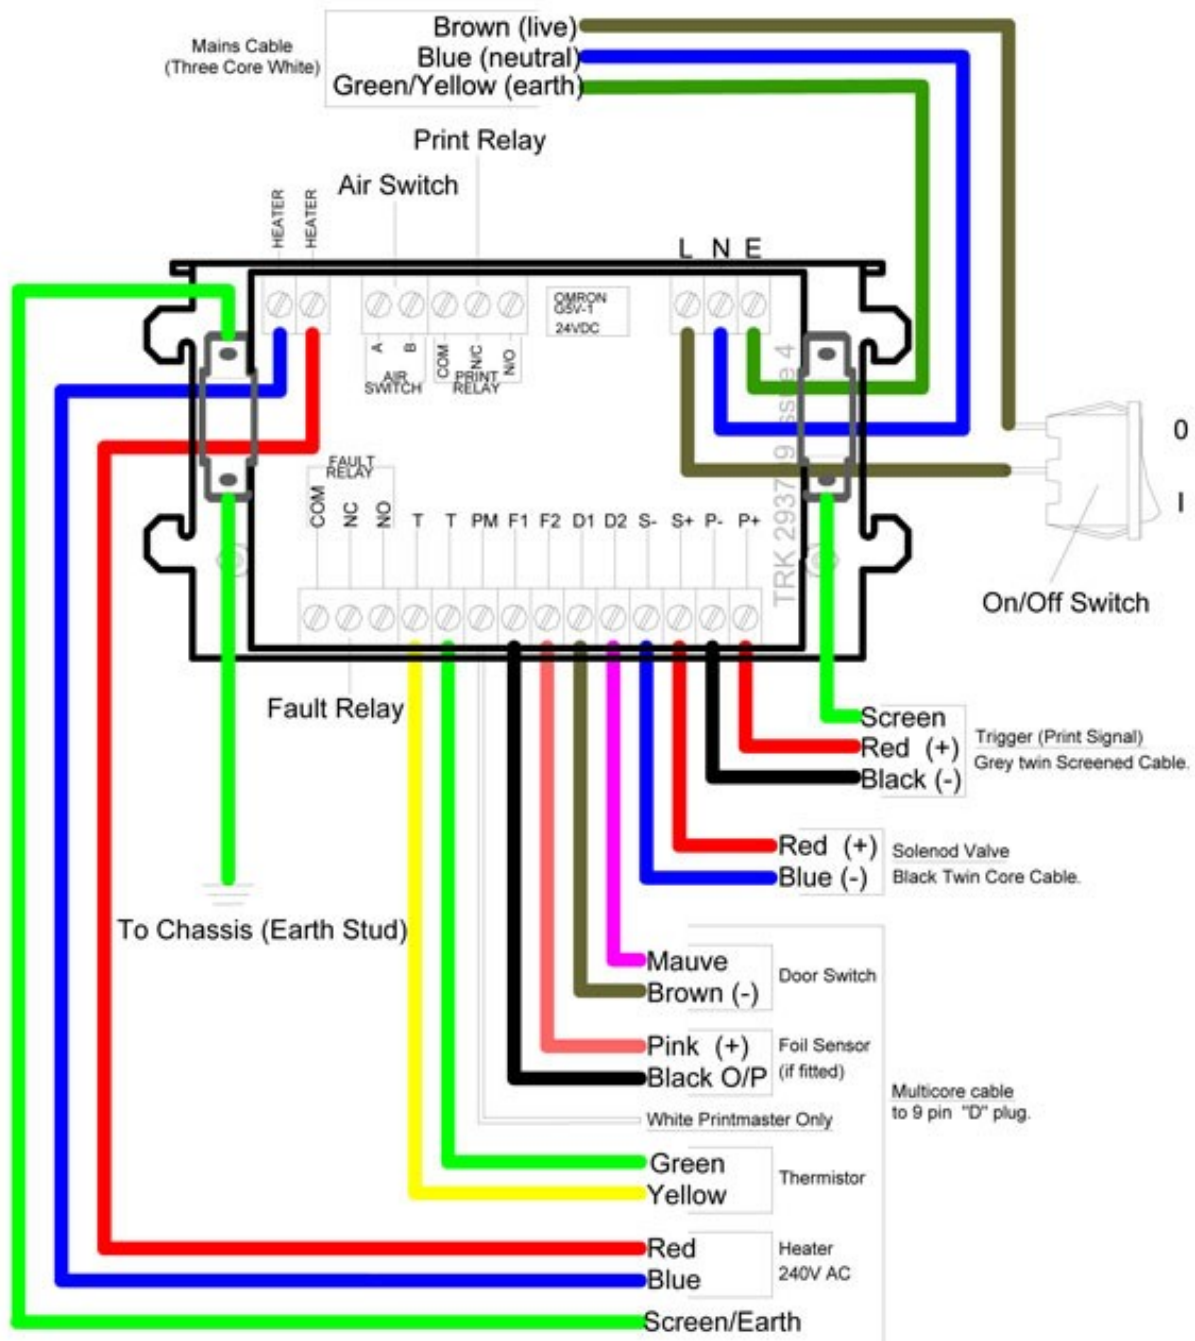 Brown (live)
Mains Cable
(Three Core White)
Blue (neutral)
Green/Yellow (earth)
Print Relay
Air Switch
HEATER
HEATER
L N E
OMRON
G5V-1
24VDC
A
B
AIR
SWITCH
COM
N/C
N/O
PRINT
RELAY
0
I
On/Off Switch
FAULT
RELAY
COM
NC
NO
T T PM F1 F2 D1 D2 S- S+ P- P+
Fault Relay
Screen
Red (+)
Black (-)
Trigger (Print Signal)
Grey twin Screened Cable.
Red (+)
Blue (-)
Solenod Valve
Black Twin Core Cable.
To Chassis (Earth Stud)
Mauve
Brown (-)
Door Switch
Pink (+)
Black O/P
Foil Sensor
(if fitted)
White Printmaster Only
Multicore cable
to 9 pin "D" plug.
Green
Yellow
Thermistor
Red
Blue
Heater
240V AC
Screen/Earth